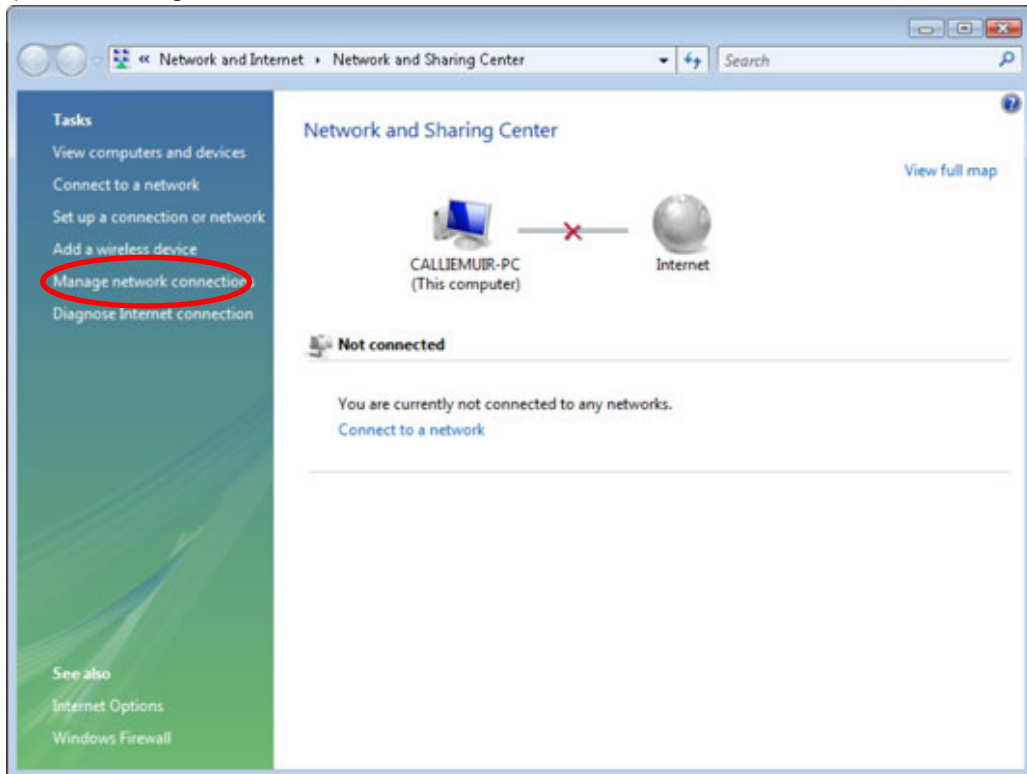 « Network and Internet ▸ Network and Sharing Center
Search
Tasks
View computers and devices
Connect to a network
Set up a connection or network
Add a wireless device
Manage network connections
Diagnose Internet connection
See also
Internet Options
Windows Firewall
Network and Sharing Center
View full map
CALLIEMUIR-PC
(This computer)
Internet
Not connected
You are currently not connected to any networks.
Connect to a network